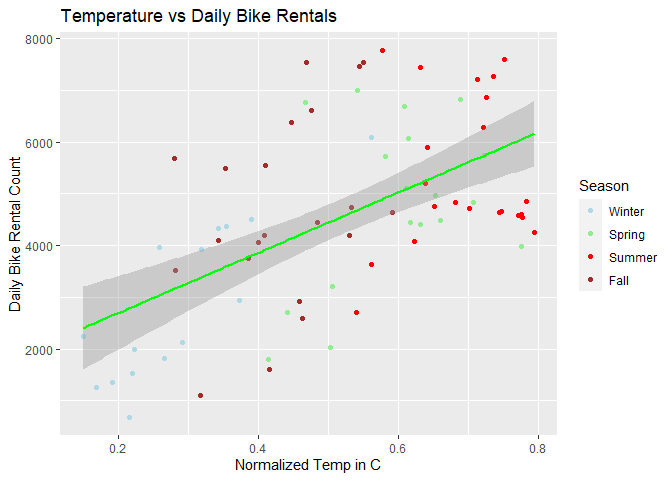 Temperature vs Daily Bike Rentals
8000
6000
4000
2000
Daily Bike Rental Count
0.2
0.4
0.6
0.8
Normalized Temp in C
Season
Winter
Spring
Summer
Fall